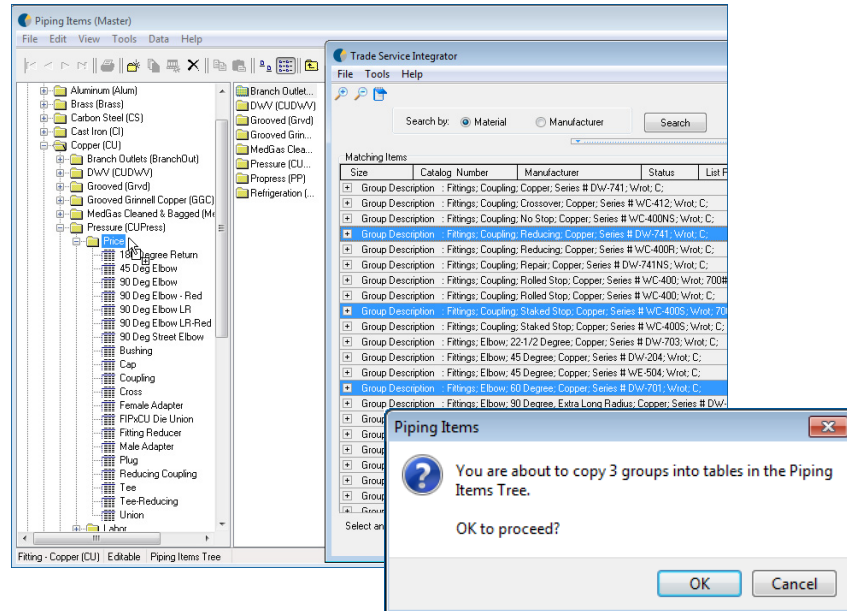 Piping Items (Master)
File Edit View Tools Data Help
Aluminum (Alum)
Brass (Brass)
Carbon Steel (CS)
Cast Iron (CI)
Copper (CU)
Branch Outlets (BranchOut)
DWV (CUDWV)
Grooved (Grvd)
Grooved Grinnell Copper (GGC)
MedGas Cleaned & Bagged (Me
Pressure (CUPress)
Price
Degree Return
45 Deg Elbow
90 Deg Elbow
90 Deg Elbow - Red
90 Deg Elbow LR
90 Deg Elbow LR-Red
90 Deg Street Elbow
Bushing
Cap
Coupling
Cross
Female Adapter
FIPxCU Die Union
Fitting Reducer
Male Adapter
Plug
Reducing Coupling
Tee
Tee-Reducing
Union
Labor
Fitting - Copper (CU) Editable Piping Items Tree
Branch Outlet...
DWV (CUDWV)
Grooved (Grvd)
Grooved Grin...
MedGas Clea...
Pressure (CU...
Propress (PP)
Refrigeration (...
Trade Service Integrator
File Tools Help
Search by: Material Manufacturer Search
Matching Items
Size Catalog Number Manufacturer Status List P
Group Description : Fittings; Coupling; Copper; Series # DW-741; Wrot; C;
Group Description : Fittings; Coupling; Crossover; Copper; Series # WC-412; Wrot; C;
Group Description : Fittings; Coupling; No Stop; Copper; Series # WC-400NS; Wrot; C;
Group Description : Fittings; Coupling; Reducing; Copper; Series # DW-741; Wrot; C;
Group Description : Fittings; Coupling; Reducing; Copper; Series # WC-400R; Wrot; C;
Group Description : Fittings; Coupling; Repair; Copper; Series # DW-741NS; Wrot; C;
Group Description : Fittings; Coupling; Rolled Stop; Copper; Series # WC-400; Wrot; 700#
Group Description : Fittings; Coupling; Rolled Stop; Copper; Series # WC-400; Wrot; C;
Group Description : Fittings; Coupling; Staked Stop; Copper; Series # WC-400S; Wrot; 70
Group Description : Fittings; Coupling; Staked Stop; Copper; Series # WC-400S; Wrot; C;
Group Description : Fittings; Elbow; 22-1/2 Degree; Copper; Series # DW-703; Wrot; C;
Group Description : Fittings; Elbow; 45 Degree; Copper; Series # DW-204; Wrot; C;
Group Description : Fittings; Elbow; 45 Degree; Copper; Series # WE-504; Wrot; C;
Group Description : Fittings; Elbow; 60 Degree; Copper; Series # DW-701; Wrot; C;
Group Description : Fittings; Elbow; 90 Degree, Extra Long Radius; Copper; Series # DW-
Group
Group
Group
Group
Group
Group
Select an
Piping Items
You are about to copy 3 groups into tables in the Piping
Items Tree.
OK to proceed?
OK Cancel